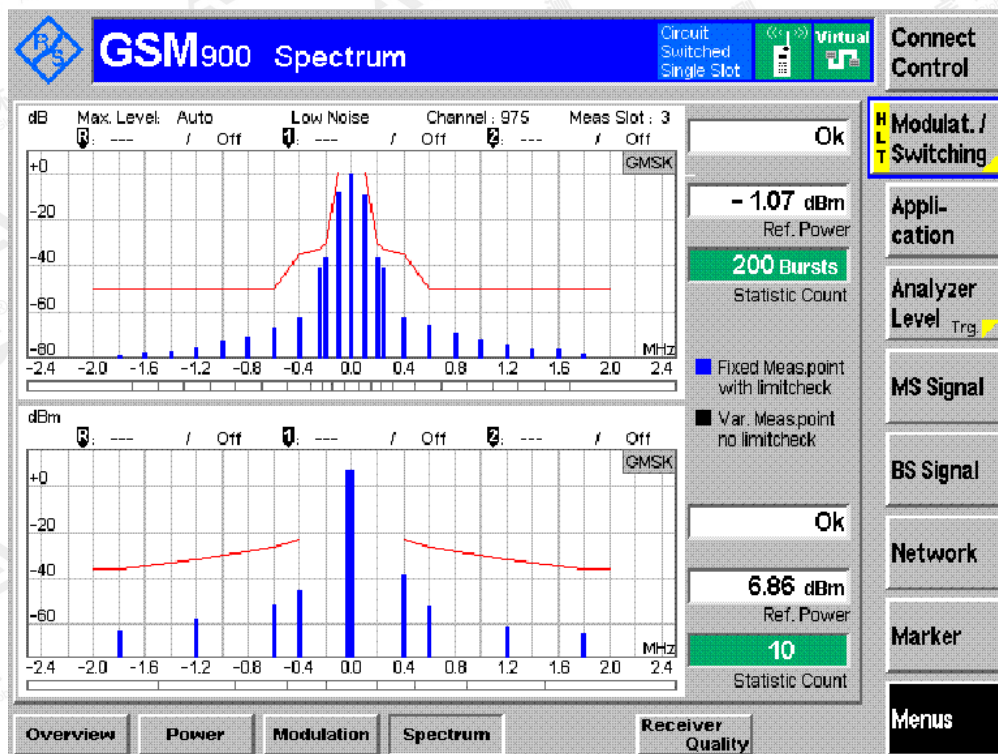 R S
GSM900 Spectrum
Circuit
Switched
Single Slot
Virtual
Connect
Control
dB Max. Level: Auto Low Noise Channel : 975 Meas Slot : 3
R: --- / Off 1: --- / Off 2: --- / Off
GMSK
+0
-20
-40
-60
-80
MHz
-2.4 -2.0 -1.6 -1.2 -0.8 -0.4 0.0 0.4 0.8 1.2 1.6 2.0 2.4
Ok
- 1.07 dBm
Ref. Power
200 Bursts
Statistic Count
Fixed Meas.point
with limitcheck
Var. Meas.point
no limitcheck
dBm
R: --- / Off 1: --- / Off 2: --- / Off
GMSK
+0
-20
-40
-60
MHz
-2.4 -2.0 -1.6 -1.2 -0.8 -0.4 0.0 0.4 0.8 1.2 1.6 2.0 2.4
Ok
6.86 dBm
Ref. Power
10
Statistic Count
H L T
Modulat. /
Switching
Appli-
cation
Analyzer
Level Trg.
MS Signal
BS Signal
Network
Marker
Menus
Overview Power Modulation Spectrum Receiver
Quality